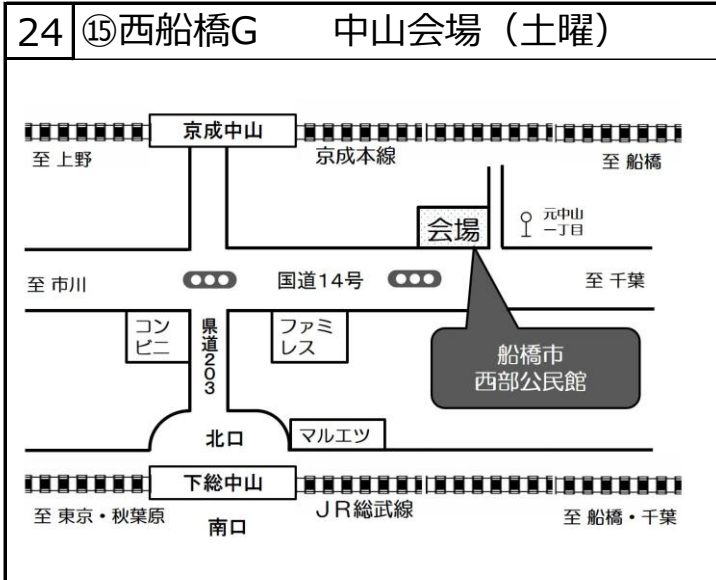 24 ⑮西船橋G 中山会場（土曜）
京成中山
至 上野
京成本線
至 船橋
会場
元中山
一丁目
至 市川
国道14号
至 千葉
コン
ビニ
県道203
ファミ
レス
船橋市
西部公民館
北口
マルエツ
下総中山
至 東京・秋葉原
南口
JR総武線
至 船橋・千葉